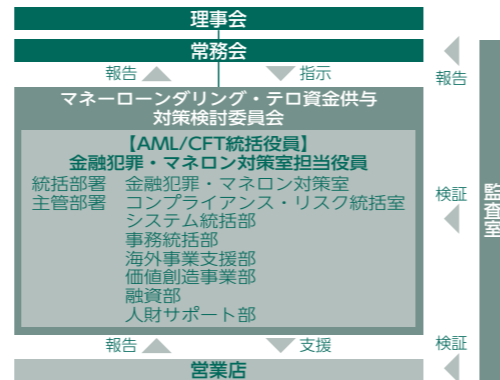 理事会
常務会
報告
指示
報告
マネーローンダリング・テロ資金供与
対策検討委員会
【AML/CFT統括役員】
金融犯罪・マネロン対策室担当役員
統括部署 金融犯罪・マネロン対策室
主管部署 コンプライアンス・リスク統括室
システム統括部
事務統括部
海外事業支援部
価値創造事業部
融資部
人財サポート部
検証
監査室
報告
支援
検証
営業店